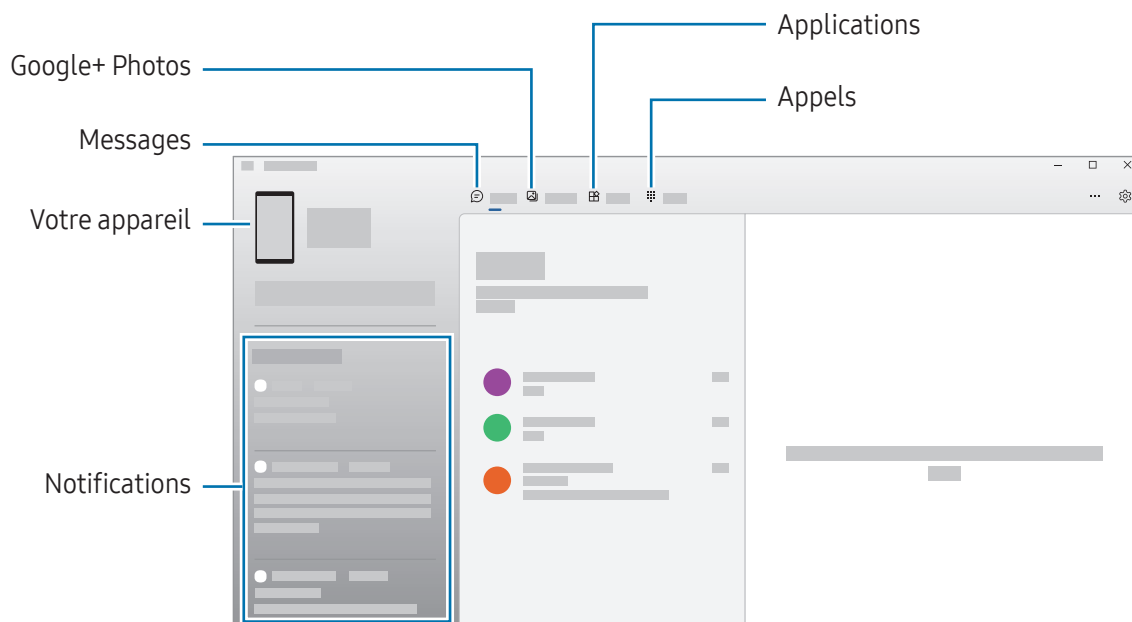 Applications
Google+ Photos
Appels
Messages
Votre appareil
Notifications